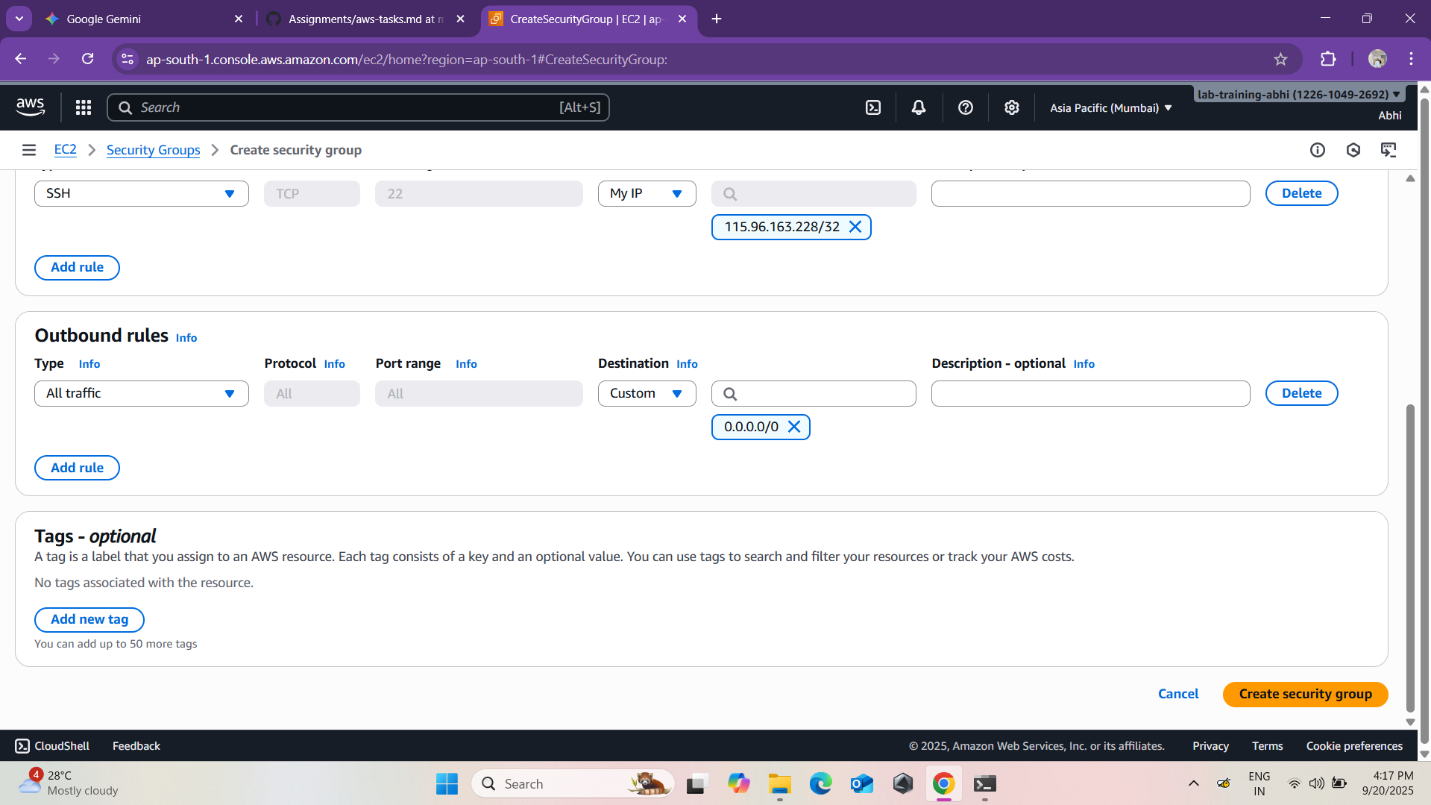 Google Gemini
Assignments/aws-tasks.md at m
CreateSecurityGroup | EC2 | ap-
ap-south-1.console.aws.amazon.com/ec2/home?region=ap-south-1#CreateSecurityGroup:
aws
Search [Alt+S]
Asia Pacific (Mumbai)
lab-training-abhi (1226-1049-2692)
Abhi
EC2 > Security Groups > Create security group
SSH TCP 22 My IP Delete
115.96.163.228/32
Add rule
Outbound rules Info
Type Info Protocol Info Port range Info Destination Info Description - optional Info
All traffic All All Custom Delete
0.0.0.0/0
Add rule
Tags - optional
A tag is a label that you assign to an AWS resource. Each tag consists of a key and an optional value. You can use tags to search and filter your resources or track your AWS costs.
No tags associated with the resource.
Add new tag
You can add up to 50 more tags
Cancel Create security group
CloudShell Feedback © 2025, Amazon Web Services, Inc. or its affiliates. Privacy Terms Cookie preferences
4 28°C
Mostly cloudy
Search
ENG
IN
4:17 PM
9/20/2025